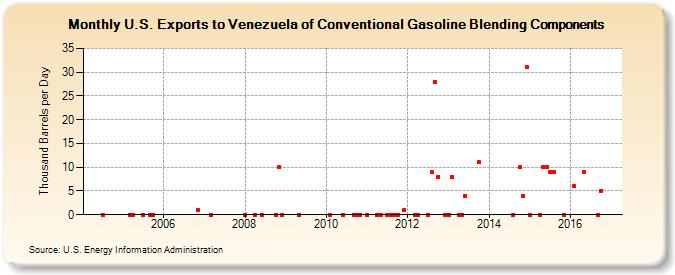 Monthly U.S. Exports to Venezuela of Conventional Gasoline Blending Components
Thousand Barrels per Day
35
30
25
20
15
10
5
0
2006 2008 2010 2012 2014 2016
Source: U.S. Energy Information Administration